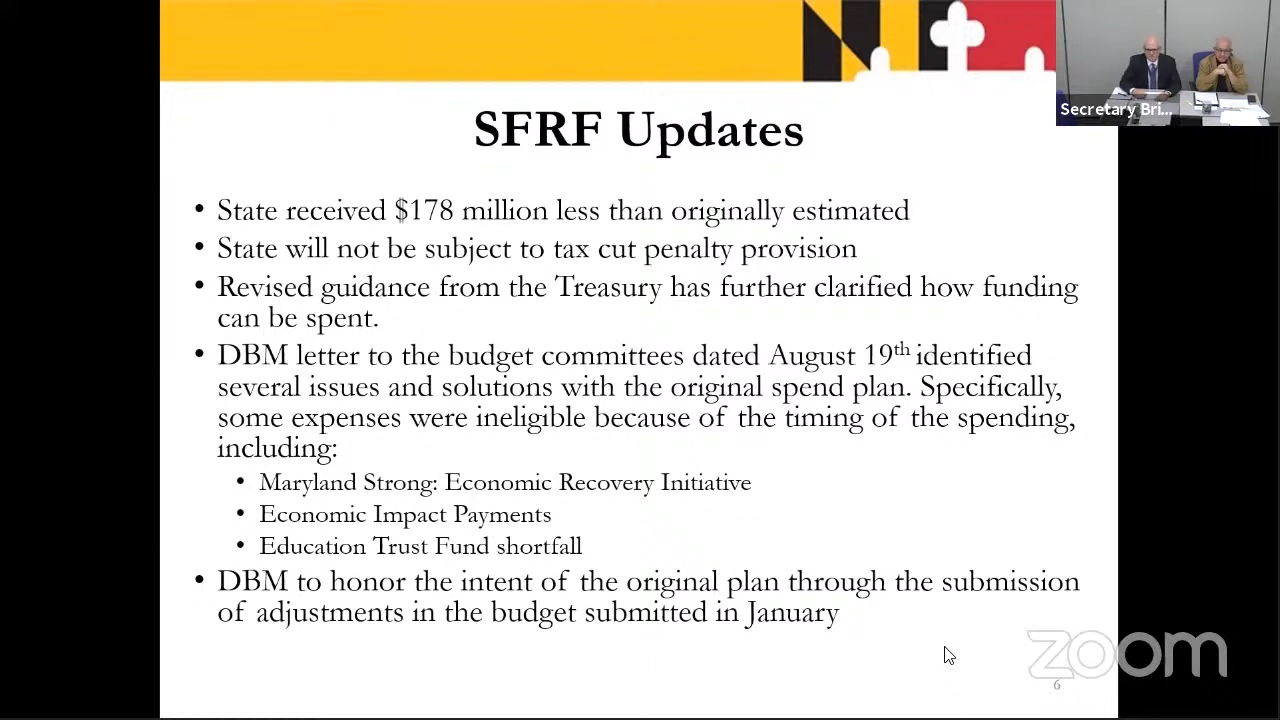 Secretary Bri...
SFRF Updates
• State received $178 million less than originally estimated
• State will not be subject to tax cut penalty provision
• Revised guidance from the Treasury has further clarified how funding
can be spent.
• DBM letter to the budget committees dated August 19th identified
several issues and solutions with the original spend plan. Specifically,
some expenses were ineligible because of the timing of the spending,
including:
• Maryland Strong: Economic Recovery Initiative
• Economic Impact Payments
• Education Trust Fund shortfall
• DBM to honor the intent of the original plan through the submission
of adjustments in the budget submitted in January
zoom
6